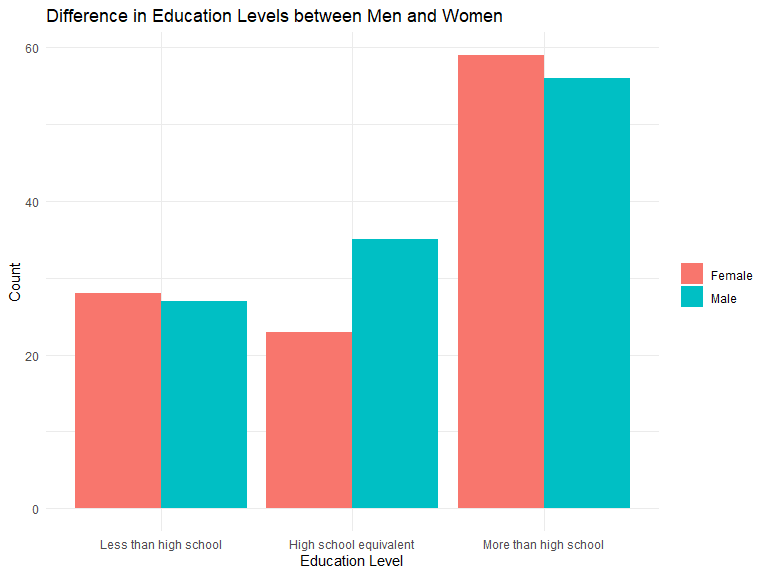 Difference in Education Levels between Men and Women
60
40
20
0
Count
Less than high school
High school equivalent
More than high school
Education Level
Female
Male